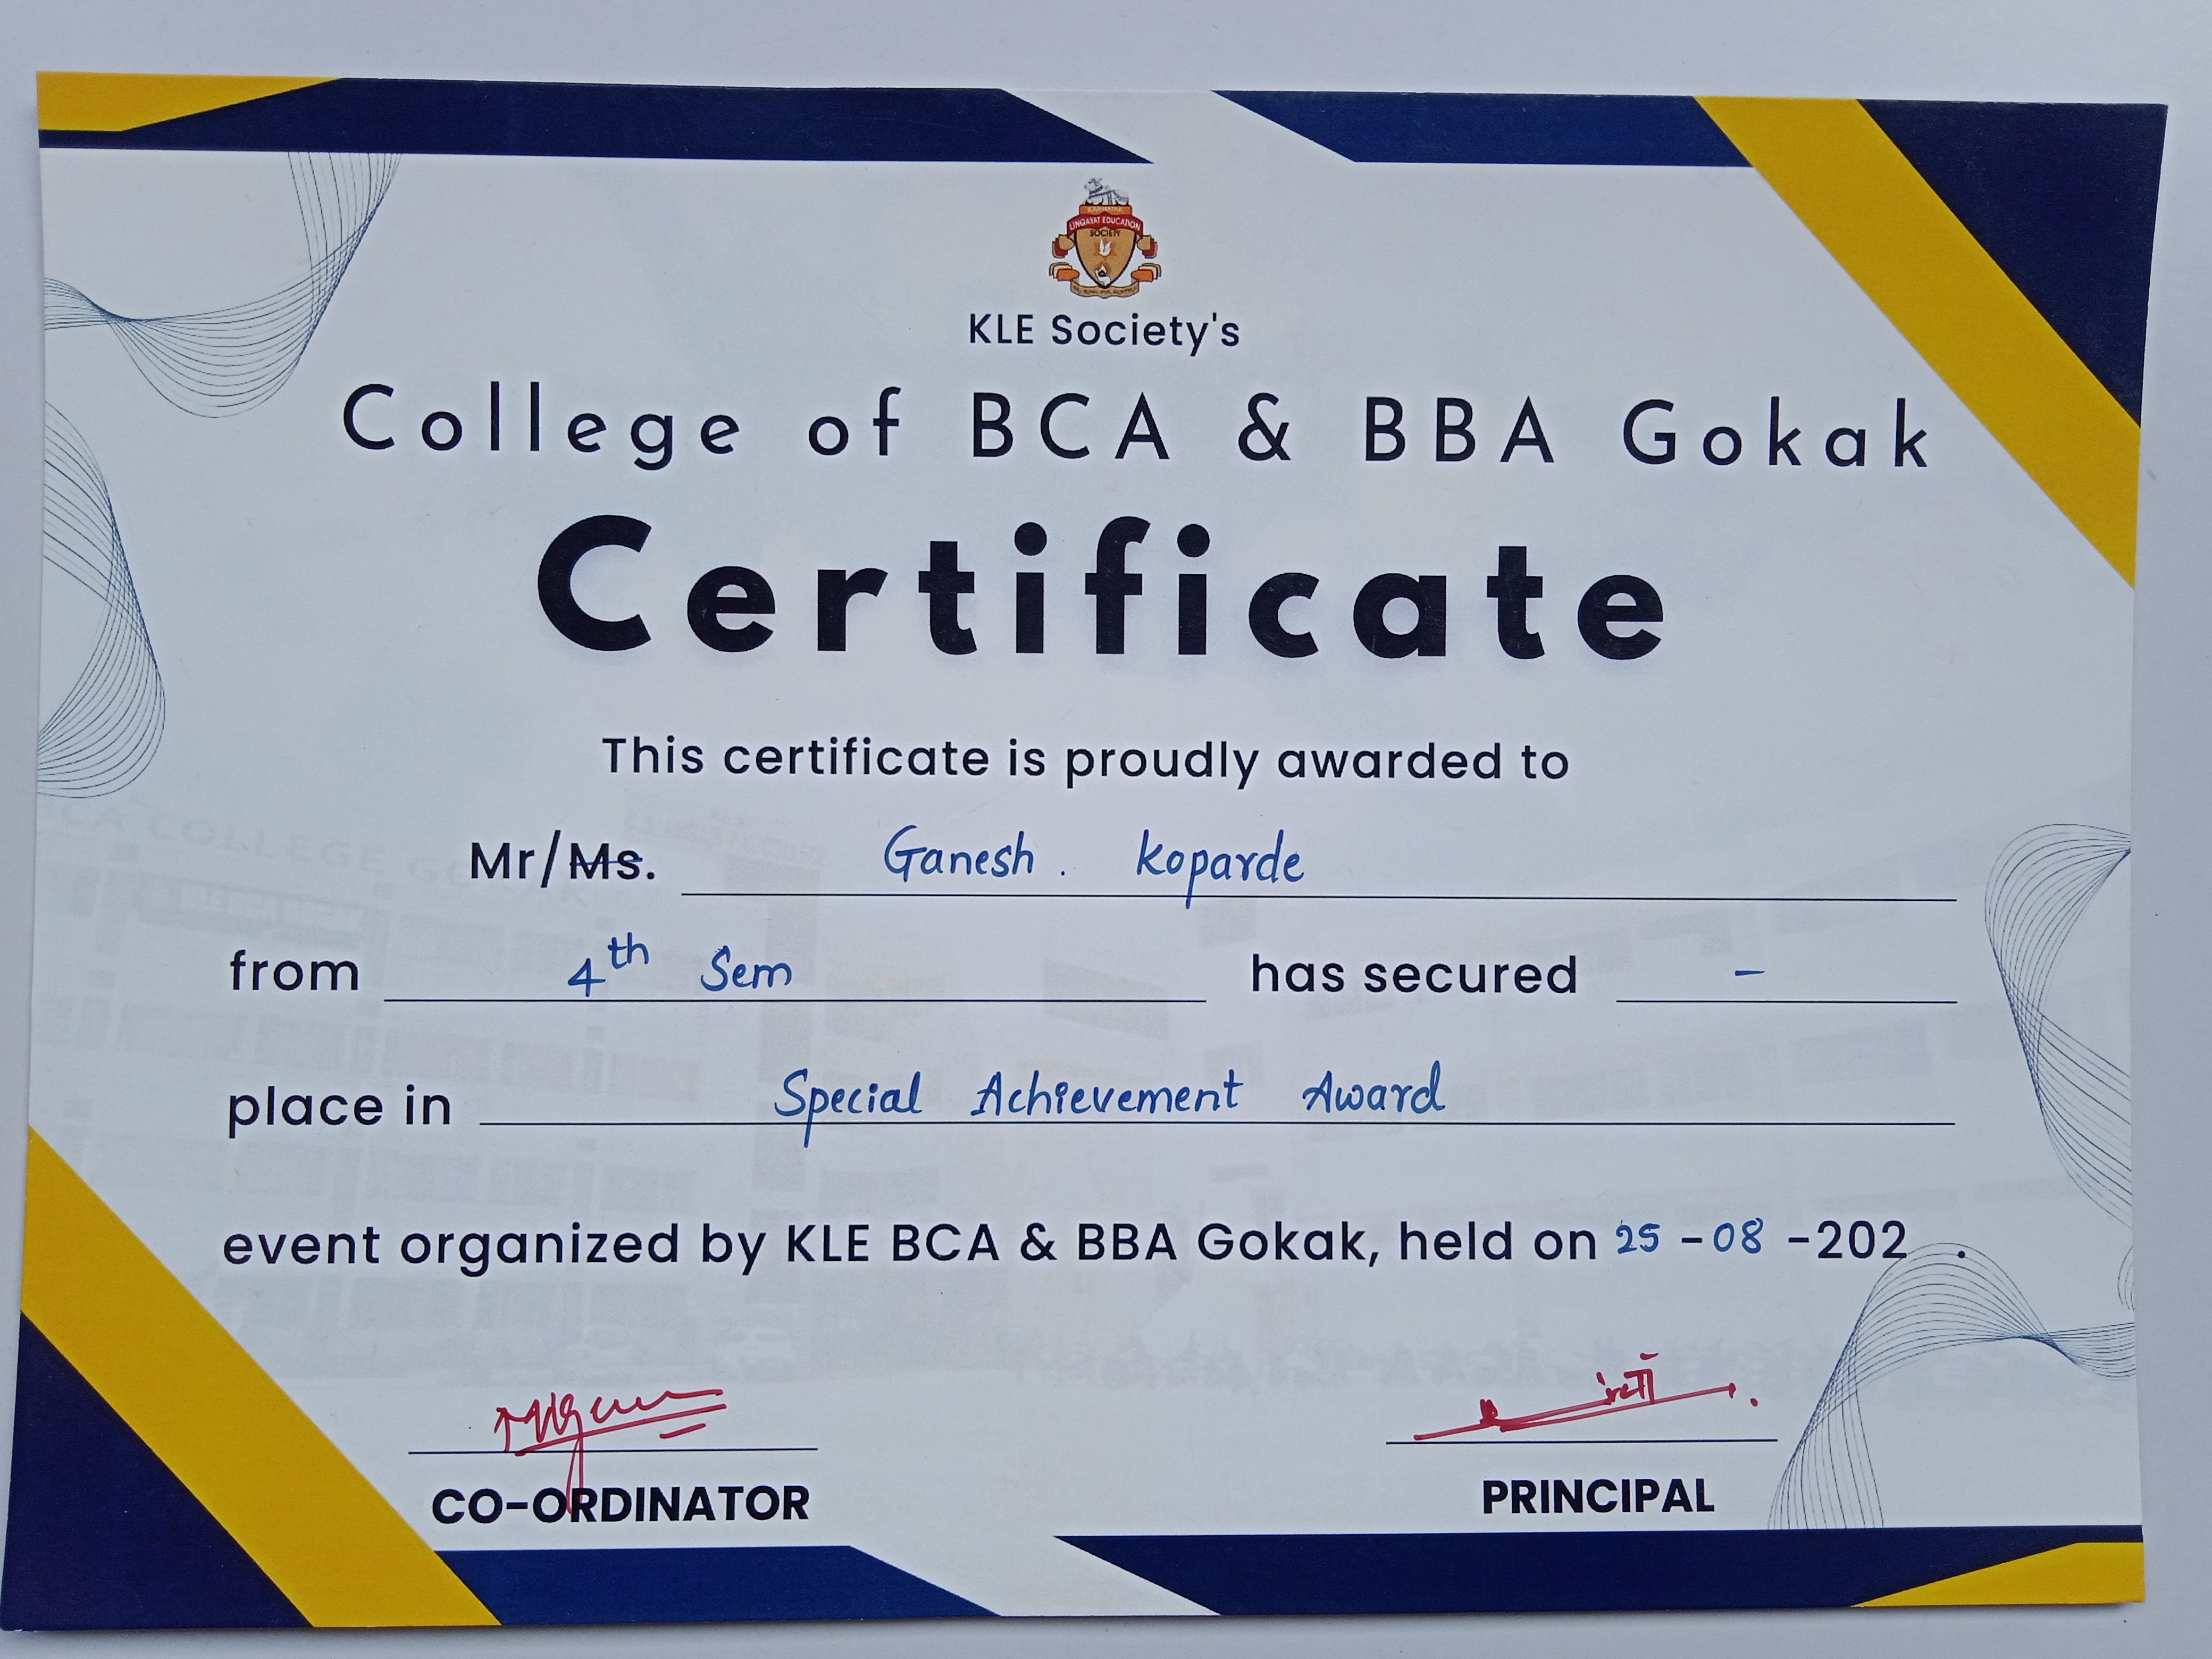 KARNATAK
LINGAYAT EDUCATION
SOCIETY
KLE Society's
College of BCA & BBA Gokak
Certificate
This certificate is proudly awarded to
Mr/Ms. Ganesh. Koparde
from 4th Sem has secured -
place in Special Achievement Award
event organized by KLE BCA & BBA Gokak, held on 25-08-202 .
CO-ORDINATOR PRINCIPAL